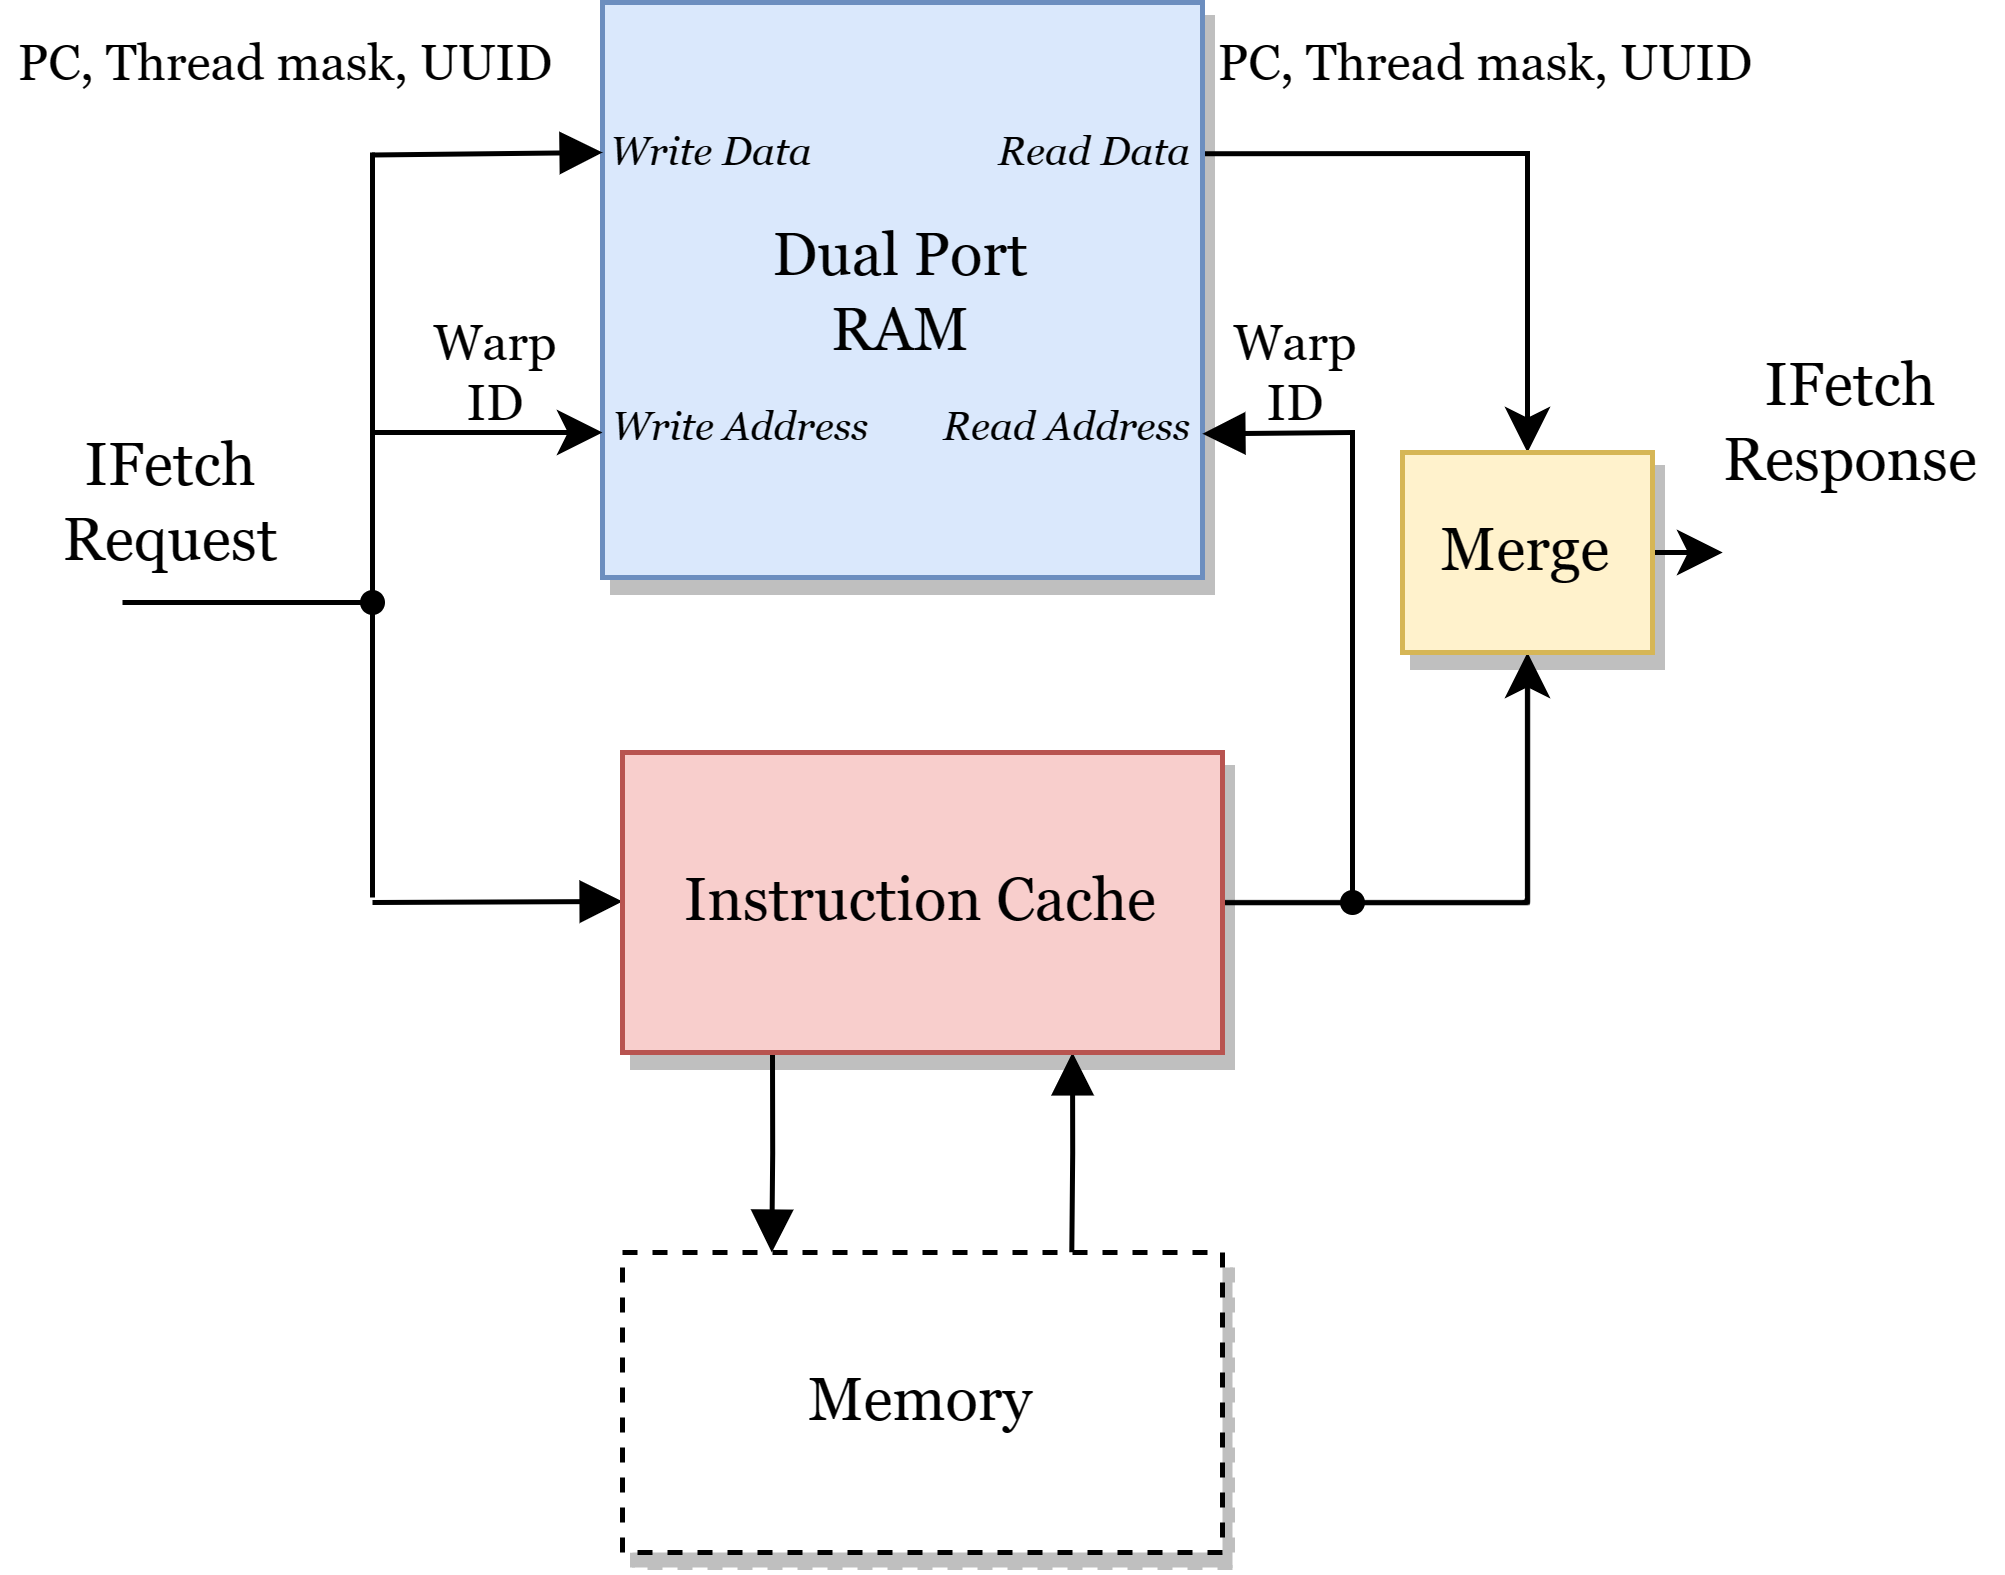 PC, Thread mask, UUID
PC, Thread mask, UUID
Write Data
Read Data
Dual Port
RAM
Warp
ID
Warp
ID
Write Address
Read Address
IFetch
Request
IFetch
Response
Merge
Instruction Cache
Memory